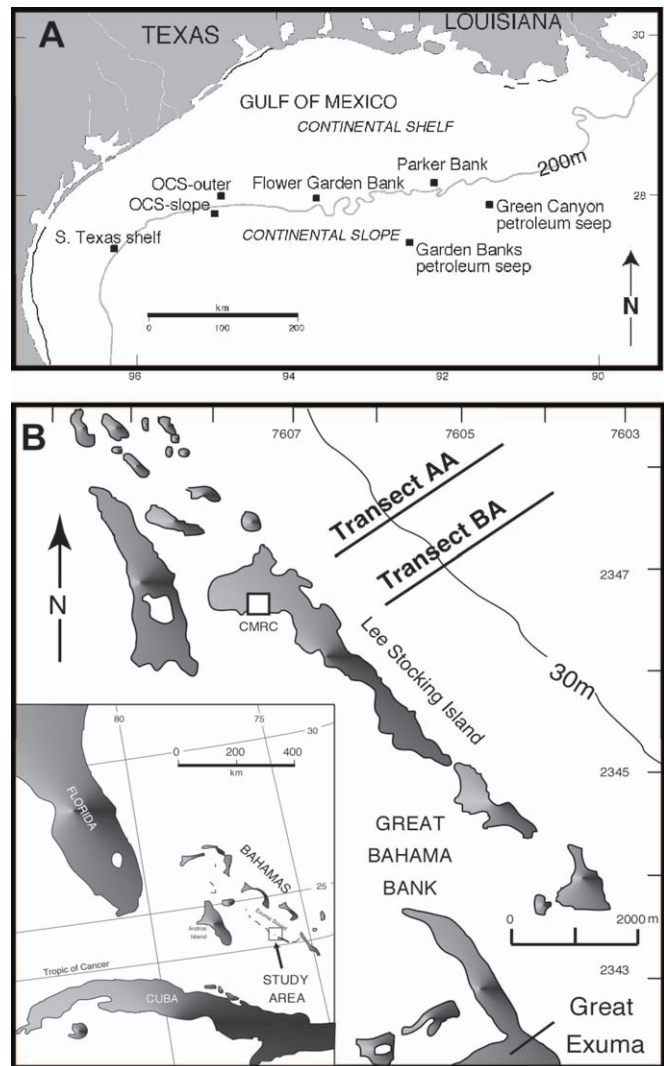 A
TEXAS
LOUISIANA
30
GULF OF MEXICO
CONTINENTAL SHELF
200m
Parker Bank
OCS-outer
Flower Garden Bank
28
OCS-slope
Green Canyon
petroleum seep
S. Texas shelf
CONTINENTAL SLOPE
Garden Banks
petroleum seep
km
0 100 200
N
96 94 92 90
B
7607 7605 7603
Transect AA
Transect BA
N
2347
CMRC
Lee Stocking Island
30m
2345
GREAT
BAHAMA
BANK
0 2000 m
2343
Great
Exuma
80 75 30
0 200 400
km
FLORIDA
BAHAMAS
25
Exuma Sound
Andros
Island
Tropic of Cancer
STUDY
AREA
CUBA